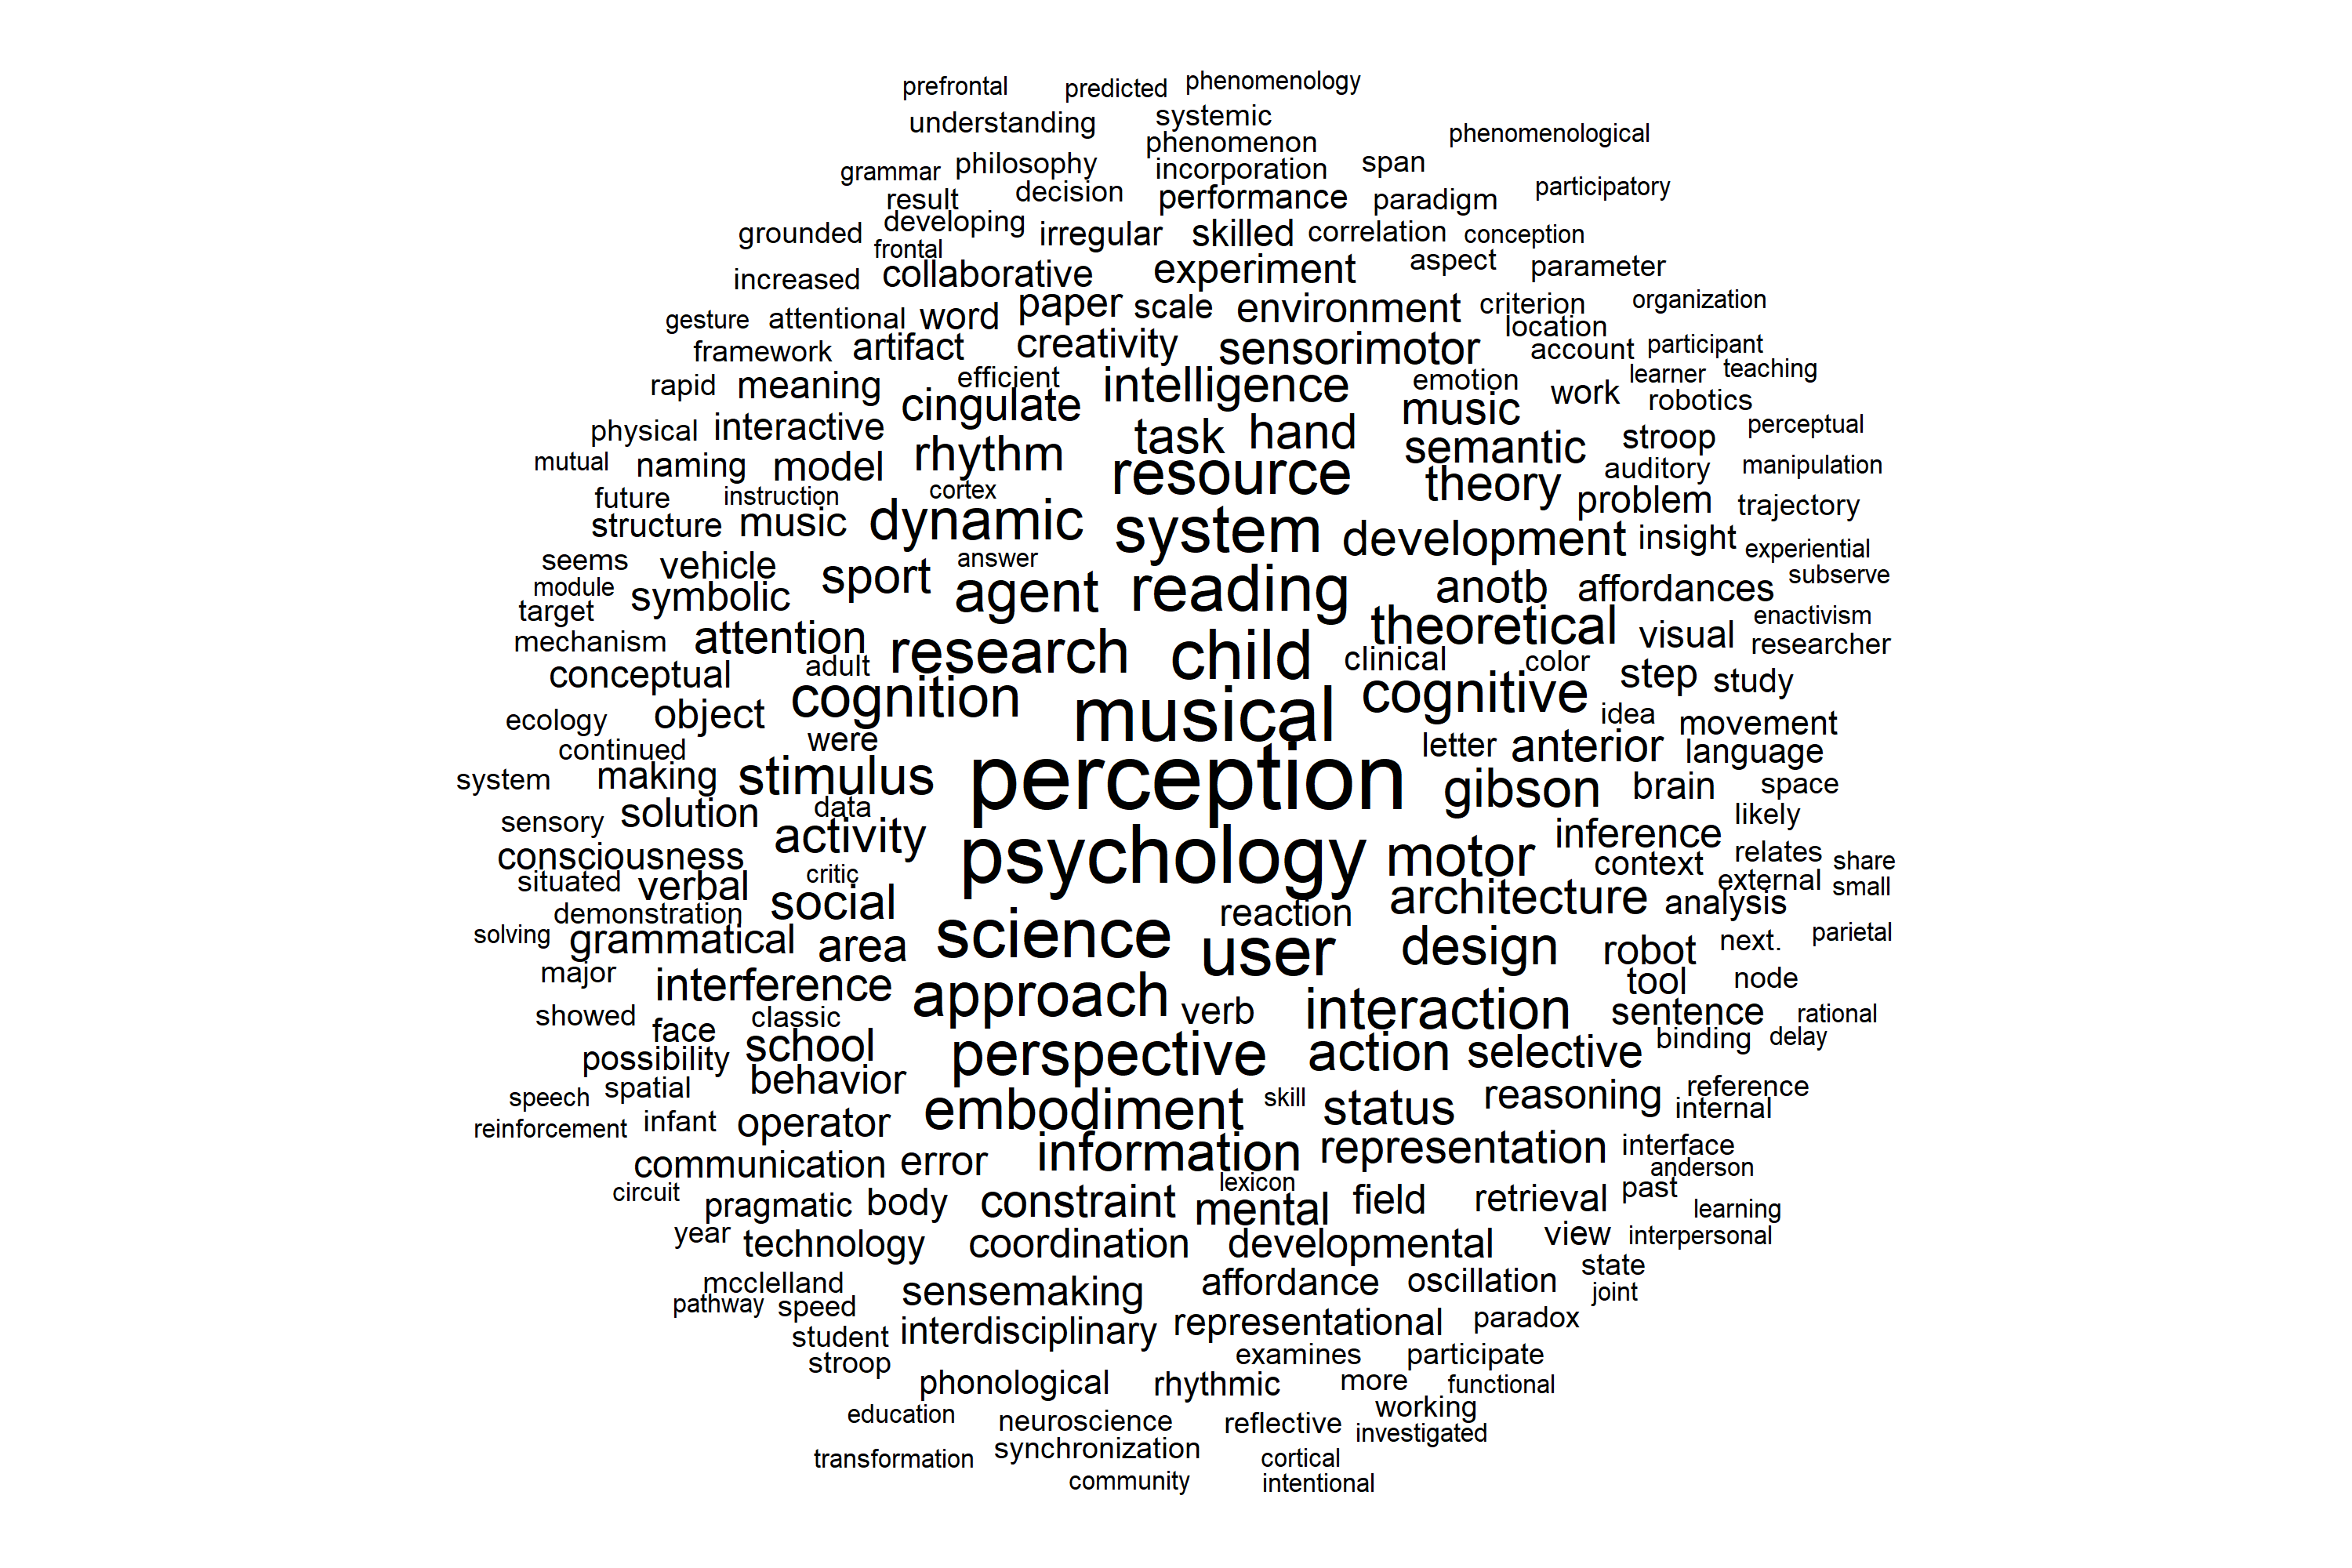 prefrontal predicted phenomenology
understanding systemic
phenomenon phenomenological
grammar philosophy incorporation span
result decision performance paradigm participatory
grounded developing irregular skilled correlation conception
frontal
increased collaborative experiment aspect parameter
gesture attentional word paper scale environment criterion organization
location
framework artifact creativity sensorimotor account participant
rapid meaning efficient intelligence emotion work learner teaching
cingulate music robotics
physical interactive rhythm task hand semantic stroop perceptual
mutual naming model resource theory auditory manipulation
future instruction cortex problem trajectory
structure music dynamic system development insight experiential
seems vehicle sport answer
module symbolic agent reading anotb affordances subserve
target theoretical enactivism
mechanism attention research child clinical visual researcher
conceptual adult cognition cognitive color step study
ecology object musical idea movement
continued were letter anterior language
system making stimulus perception gibson brain space
sensory solution data activity inference likely
consciousness psychology motor context relates share
situated verbal critic social architecture external small
demonstration reaction analysis
solving grammatical area science user design robot next. parietal
major interference approach interaction tool node
showed classic verb sentence rational
face school perspective action selective binding delay
possibility behavior
speech spatial embodiment skill status reasoning reference
reinforcement infant operator internal
communication error information representation interface
anderson
circuit pragmatic body constraint lexicon mental field retrieval past learning
year technology coordination developmental view interpersonal
mcclelland sensemaking affordance oscillation state
pathway speed joint
student interdisciplinary representational paradox
stroop examines participate
phonological rhythmic more functional
education neuroscience reflective working
investigated
transformation synchronization cortical
community intentional